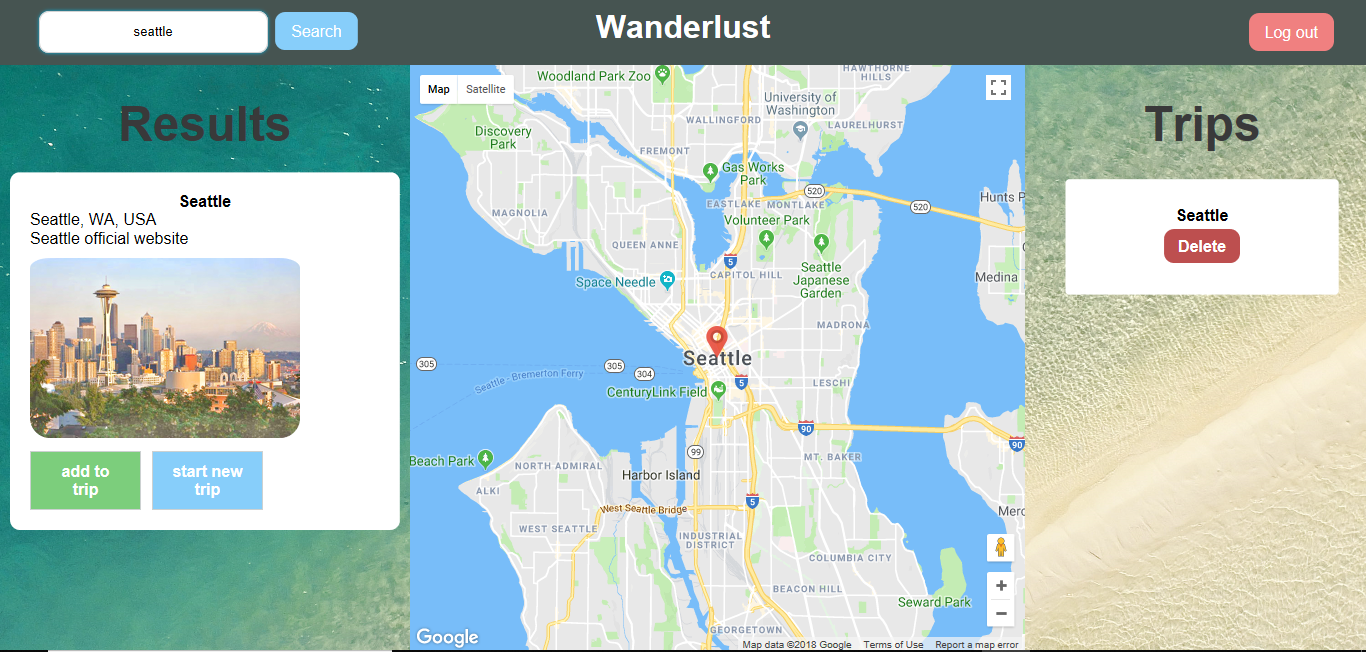 seattle
Search
Wanderlust
Log out
Results
Seattle
Seattle, WA, USA
Seattle official website
add to
trip
start new
trip
Map
Satellite
Woodland Park Zoo
HAWTHORNE
HILLS
University of
Washington
WALLINGFORD
LAURELHURST
Discovery
Park
FREMONT
Gas Works
Park
520
520
Hunts P
EASTLAKE
MONTLAKE
MAGNOLIA
Volunteer Park
QUEEN ANNE
5
CAPITOL HILL
Seattle
Japanese
Garden
Medina
Space Needle
MADRONA
Seattle
305
305
304
Seattle - Bremerton Ferry
5
LESCHI
CenturyLink Field
90
90
99
Beach Park
NORTH ADMIRAL
MT. BAKER
Harbor Island
ALKI
5
Merc
West Seattle Bridge
WEST SEATTLE
INDUSTRIAL
DISTRICT
COLUMBIA CITY
BEACON HILL
Seward Park
GEORGETOWN
Google
Map data ©2018 Google
Terms of Use
Report a map error
Trips
Seattle
Delete